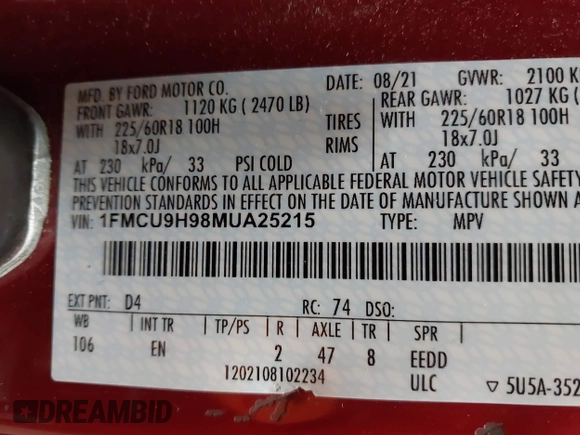 MFD. BY FORD MOTOR CO.
DATE: 08/21 GVWR: 2100 KG
FRONT GAWR: 1120 KG ( 2470 LB) REAR GAWR: 1027 KG (
WITH 225/60R18 100H TIRES WITH 225/60R18 100H
18x7.0J RIMS 18x7.0J
AT 230 kPa/ 33 PSI COLD AT 230 kPa/ 33
THIS VEHICLE CONFORMS TO ALL APPLICABLE FEDERAL MOTOR VEHICLE SAFETY
PREVENTION STANDARDS IN EFFECT ON THE DATE OF MANUFACTURE SHOWN
VIN: 1FMCU9H98MUA25215 TYPE: MPV
EXT PNT: D4 RC: 74 DSO:
WB INT TR TP/PS R AXLE TR SPR
106 EN 2 47 8 EEDD
1202108102234 ULC ▽ 5U5A-352
DREAMBID